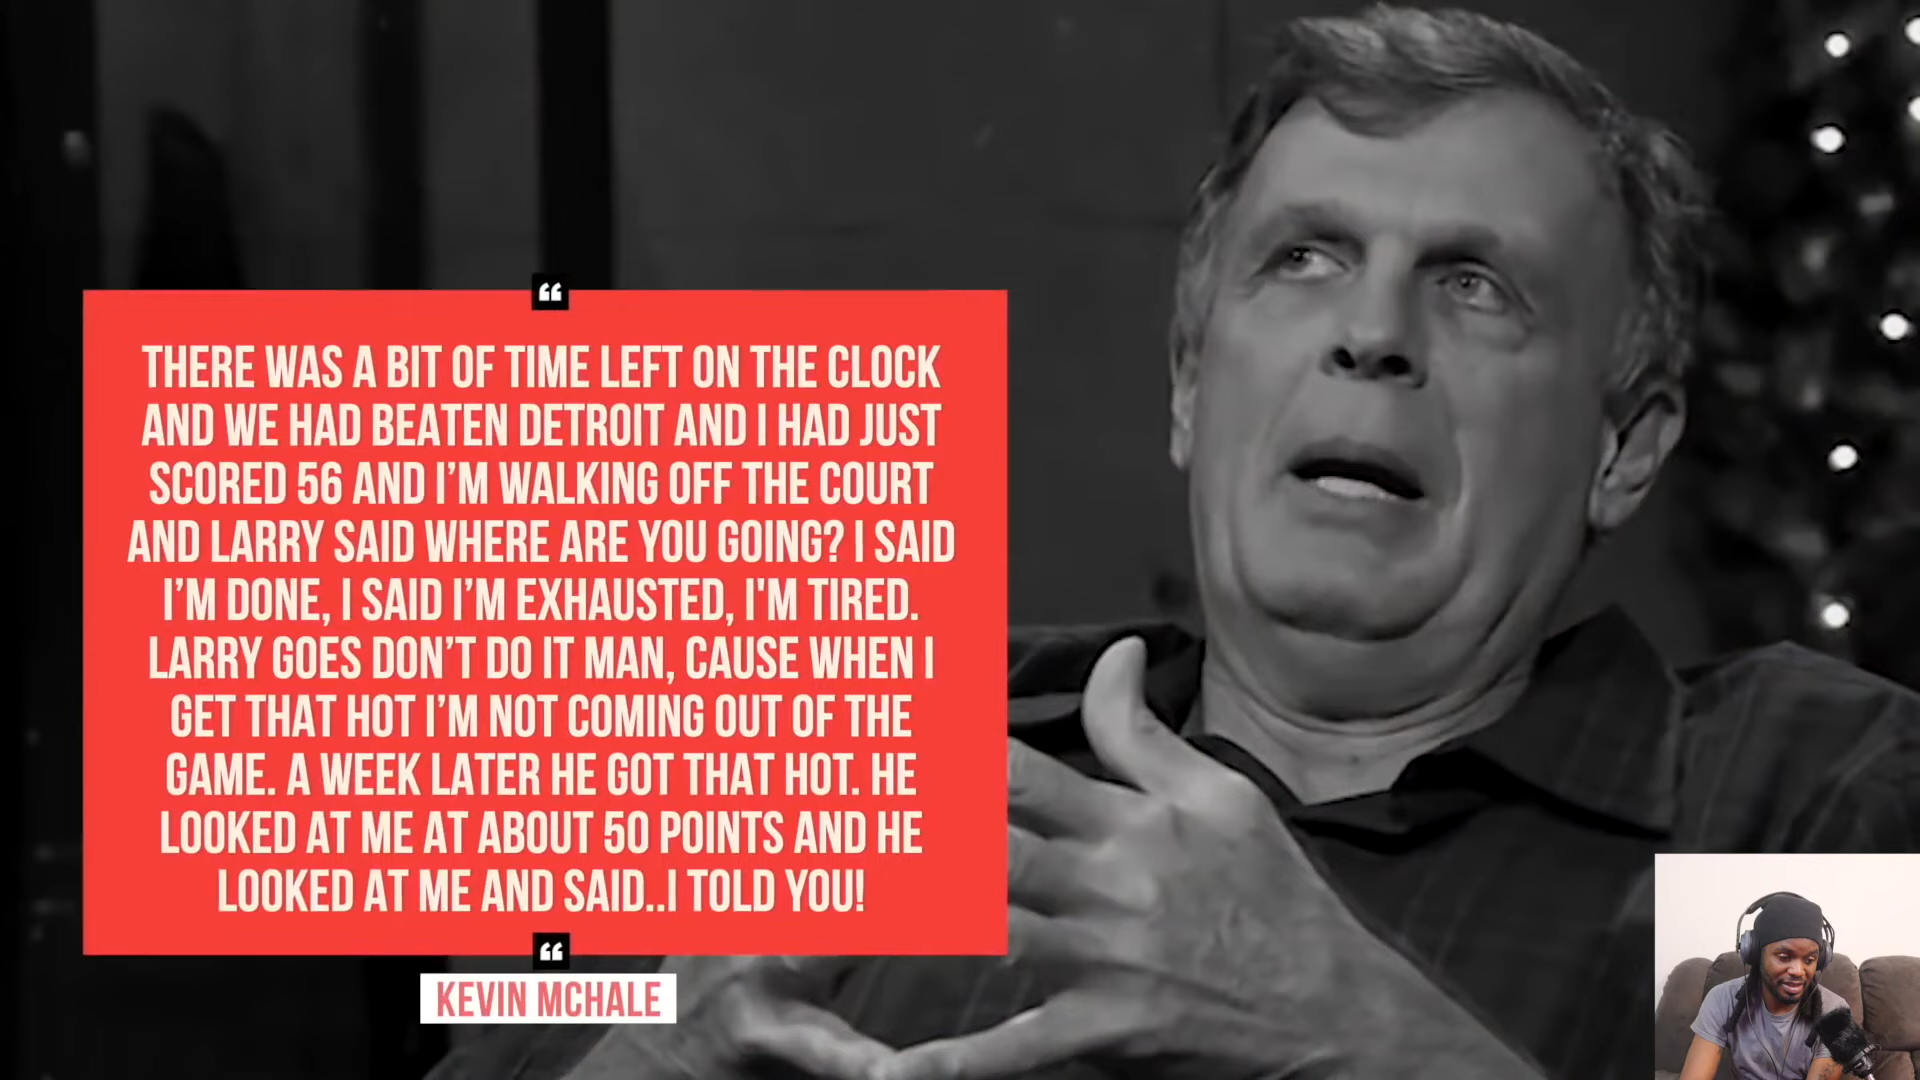 “
THERE WAS A BIT OF TIME LEFT ON THE CLOCK
AND WE HAD BEATEN DETROIT AND I HAD JUST
SCORED 56 AND I’M WALKING OFF THE COURT
AND LARRY SAID WHERE ARE YOU GOING? I SAID
I’M DONE, I SAID I’M EXHAUSTED, I'M TIRED.
LARRY GOES DON’T DO IT MAN, CAUSE WHEN I
GET THAT HOT I’M NOT COMING OUT OF THE
GAME. A WEEK LATER HE GOT THAT HOT. HE
LOOKED AT ME AT ABOUT 50 POINTS AND HE
LOOKED AT ME AND SAID..I TOLD YOU!
“
KEVIN MCHALE